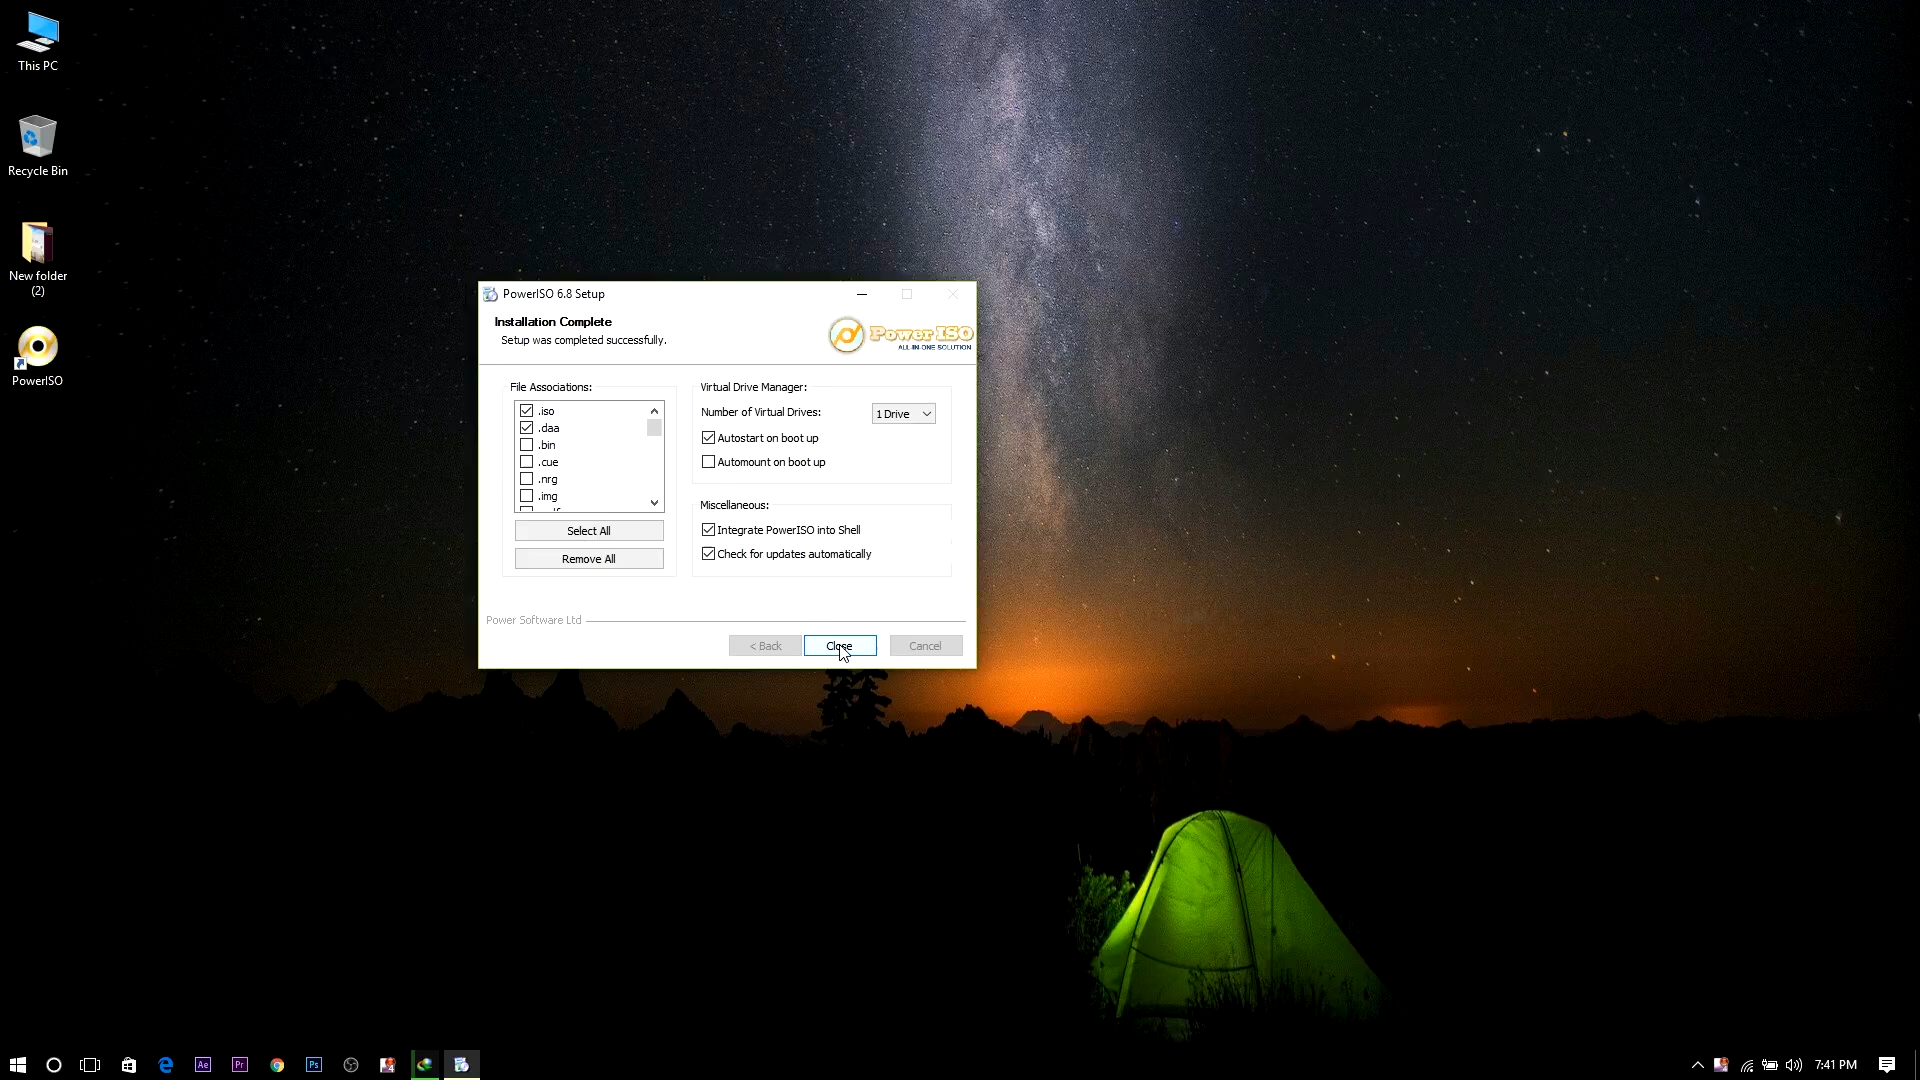 This PC
Recycle Bin
New folder
(2)
PowerISO
PowerISO 6.8 Setup
Installation Complete
Setup was completed successfully.
Power ISO
ALL-IN-ONE SOLUTION
File Associations:
.iso
.daa
.bin
.cue
.nrg
.img
Select All
Remove All
Virtual Drive Manager:
Number of Virtual Drives:
1 Drive
Autostart on boot up
Automount on boot up
Miscellaneous:
Integrate PowerISO into Shell
Check for updates automatically
Power Software Ltd
< Back
Close
Cancel
Ae
Pr
Ps
7:41 PM